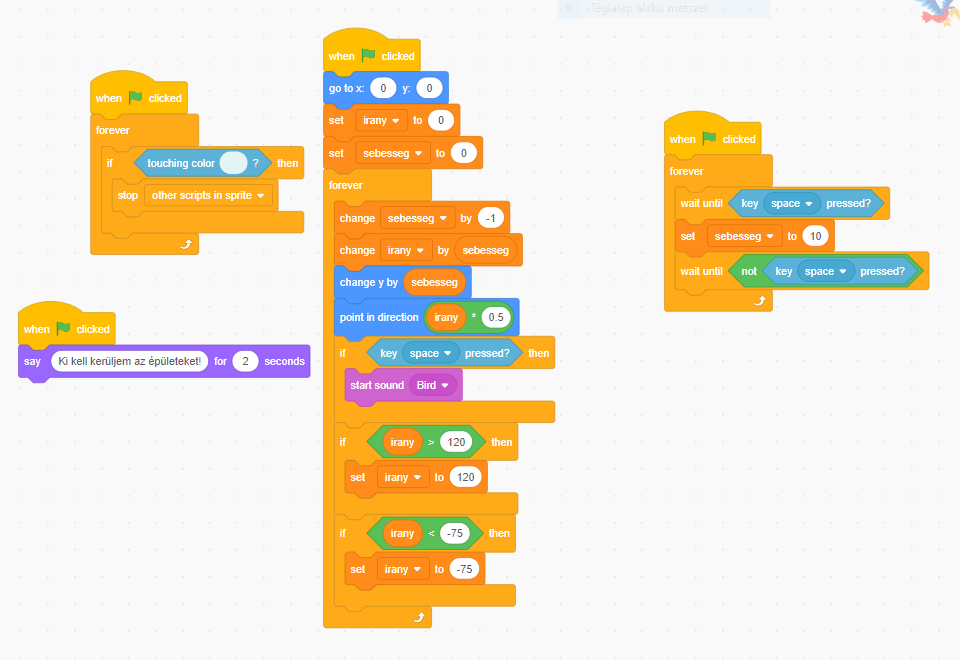 Téglalap alakú metszet
when clicked
forever
if touching color ? then
stop other scripts in sprite
when clicked
say Ki kell kerüljem az épületeket! for 2 seconds
when clicked
go to x: 0 y: 0
set irany to 0
set sebesseg to 0
forever
change sebesseg by -1
change irany by sebesseg
change y by sebesseg
point in direction irany * 0.5
if key space pressed? then
start sound Bird
if irany > 120 then
set irany to 120
if irany < -75 then
set irany to -75
when clicked
forever
wait until key space pressed?
set sebesseg to 10
wait until not key space pressed?